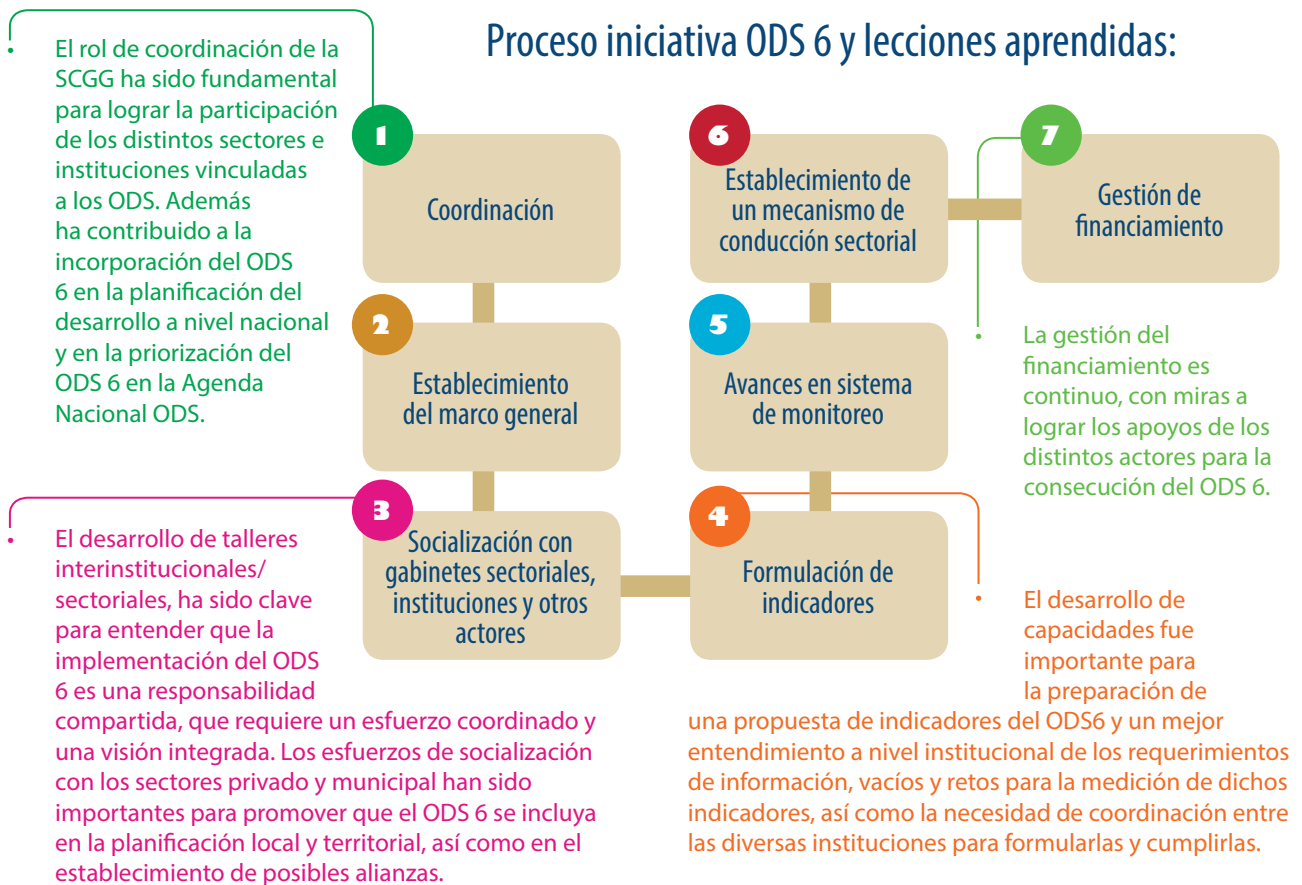 Proceso iniciativa ODS 6 y lecciones aprendidas:
• El rol de coordinación de la
SCGG ha sido fundamental
para lograr la participación
de los distintos sectores e
instituciones vinculadas
a los ODS. Además
ha contribuido a la
incorporación del ODS
6 en la planificación del
desarrollo a nivel nacional
y en la priorización del
ODS 6 en la Agenda
Nacional ODS.
1
Coordinación
2
Establecimiento
del marco general
3
Socialización con
gabinetes sectoriales,
instituciones y otros
actores
• El desarrollo de talleres
interinstitucionales/
sectoriales, ha sido clave
para entender que la
implementación del ODS
6 es una responsabilidad
compartida, que requiere un esfuerzo coordinado y
una visión integrada. Los esfuerzos de socialización
con los sectores privado y municipal han sido
importantes para promover que el ODS 6 se incluya
en la planificación local y territorial, así como en el
establecimiento de posibles alianzas.
4
Formulación de
indicadores
• El desarrollo de
capacidades fue
importante para
la preparación de
una propuesta de indicadores del ODS6 y un mejor
entendimiento a nivel institucional de los requerimientos
de información, vacíos y retos para la medición de dichos
indicadores, así como la necesidad de coordinación entre
las diversas instituciones para formularlas y cumplirlas.
5
Avances en sistema
de monitoreo
6
Establecimiento de
un mecanismo de
conducción sectorial
7
Gestión de
financiamiento
• La gestión del
financiamiento es
continuo, con miras a
lograr los apoyos de los
distintos actores para la
consecución del ODS 6.